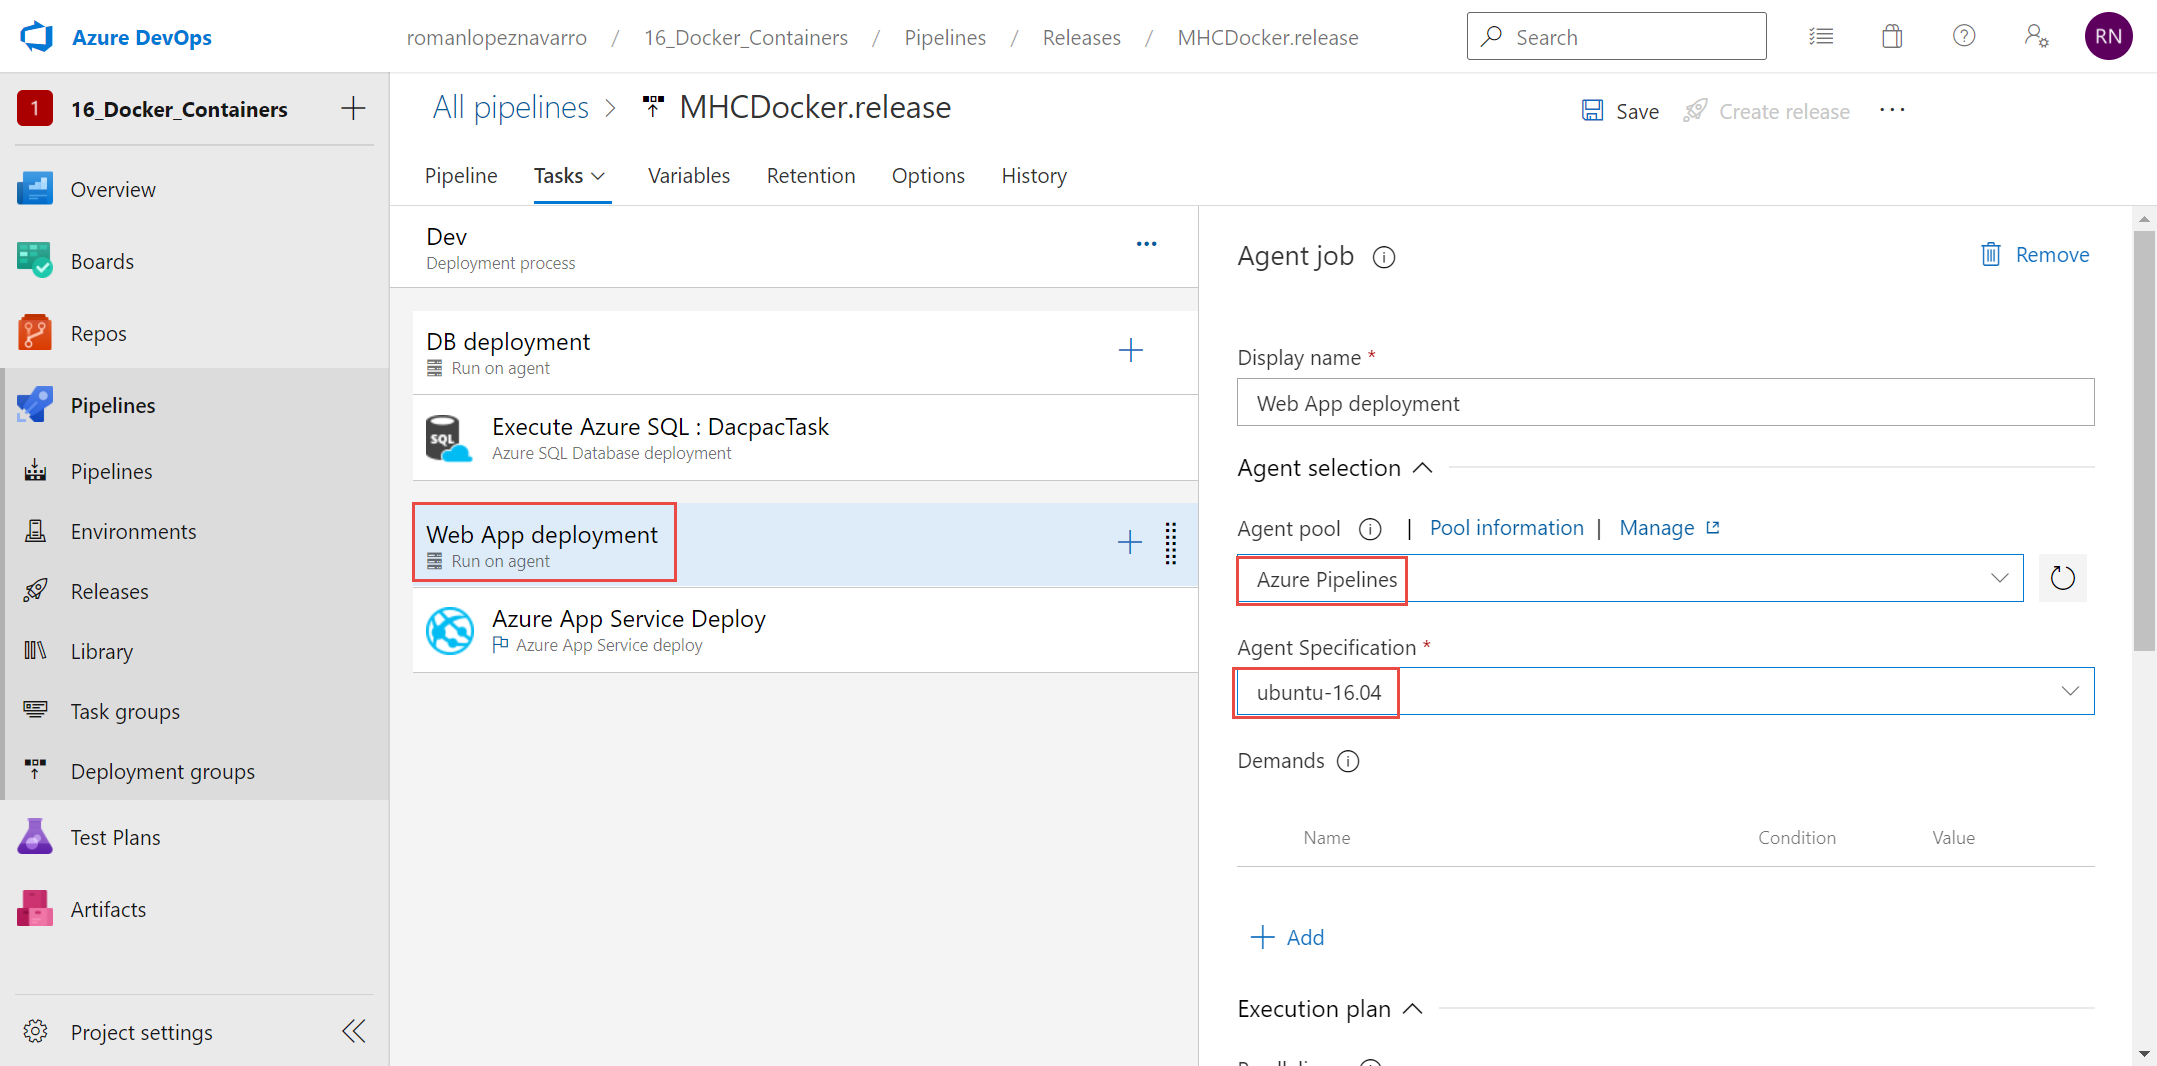 Azure DevOps
romanlopeznavarro / 16_Docker_Containers / Pipelines / Releases / MHCDocker.release
Search
RN
1 16_Docker_Containers
Overview
Boards
Repos
Pipelines
Pipelines
Environments
Releases
Library
Task groups
Deployment groups
Test Plans
Artifacts
Project settings
All pipelines > MHCDocker.release
Save
Create release
Pipeline Tasks Variables Retention Options History
Dev
Deployment process
DB deployment
Run on agent
SQL
Execute Azure SQL : DacpacTask
Azure SQL Database deployment
Web App deployment
Run on agent
Azure App Service Deploy
Azure App Service deploy
Agent job
Remove
Display name *
Web App deployment
Agent selection
Agent pool | Pool information | Manage
Azure Pipelines
Agent Specification *
ubuntu-16.04
Demands
Name Condition Value
Add
Execution plan